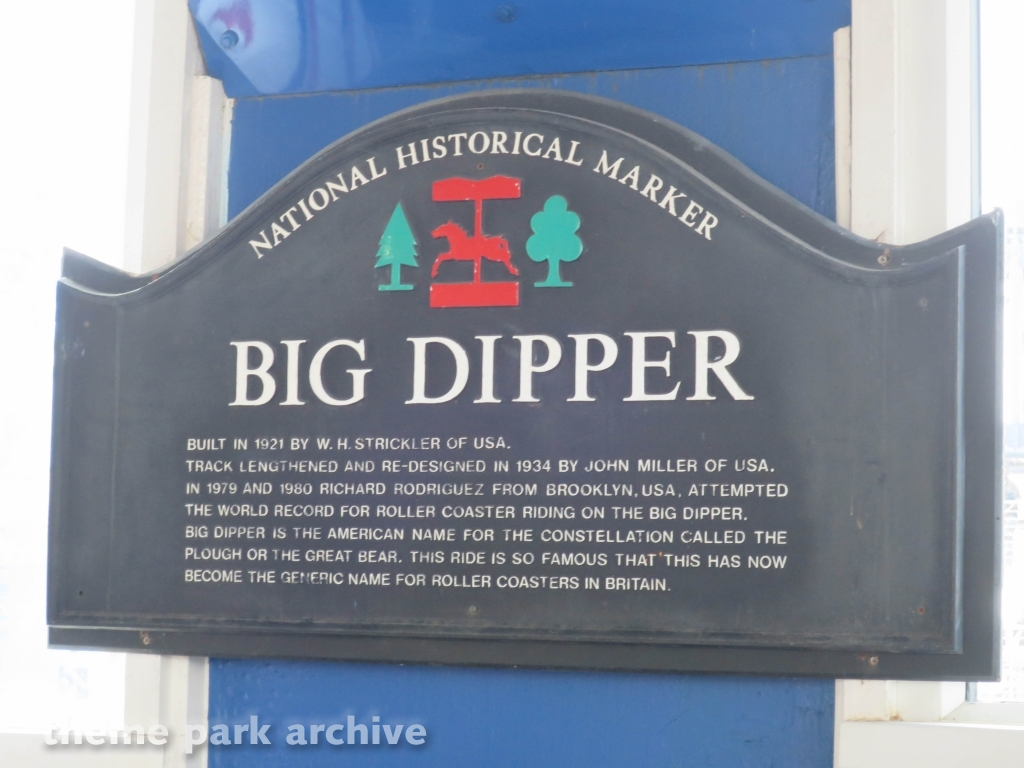 NATIONAL HISTORICAL MARKER
BIG DIPPER
BUILT IN 1921 BY W.H. STRICKLER OF USA.
TRACK LENGTHENED AND RE-DESIGNED IN 1934 BY JOHN MILLER OF USA.
IN 1979 AND 1980 RICHARD RODRIGUEZ FROM BROOKLYN, USA, ATTEMPTED
THE WORLD RECORD FOR ROLLER COASTER RIDING ON THE BIG DIPPER.
BIG DIPPER IS THE AMERICAN NAME FOR THE CONSTELLATION CALLED THE
PLOUGH OR THE GREAT BEAR. THIS RIDE IS SO FAMOUS THAT THIS HAS NOW
BECOME THE GENERIC NAME FOR ROLLER COASTERS IN BRITAIN.
theme park archive